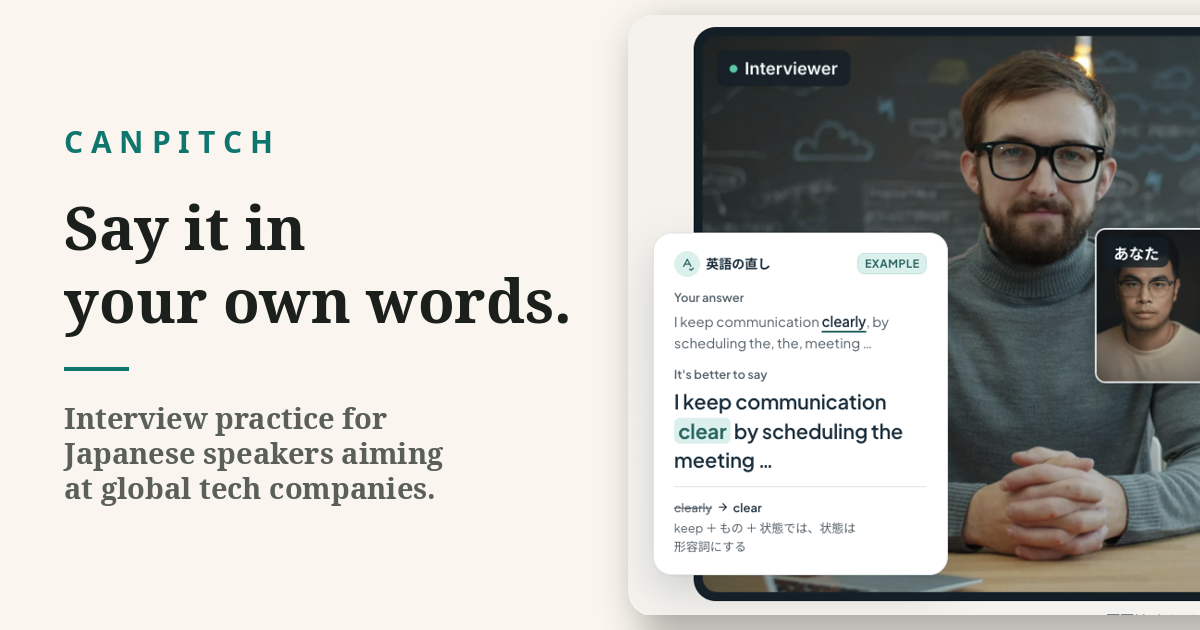 CANPITCH
Say it in
your own words.
Interview practice for
Japanese speakers aiming
at global tech companies.
Interviewer
あなた
英語の直し
EXAMPLE
Your answer
I keep communication clearly, by
scheduling the, the, meeting ...
It's better to say
I keep communication
clear by scheduling the
meeting ...
clearly → clear
keep + もの + 状態では、状態は
形容詞にする